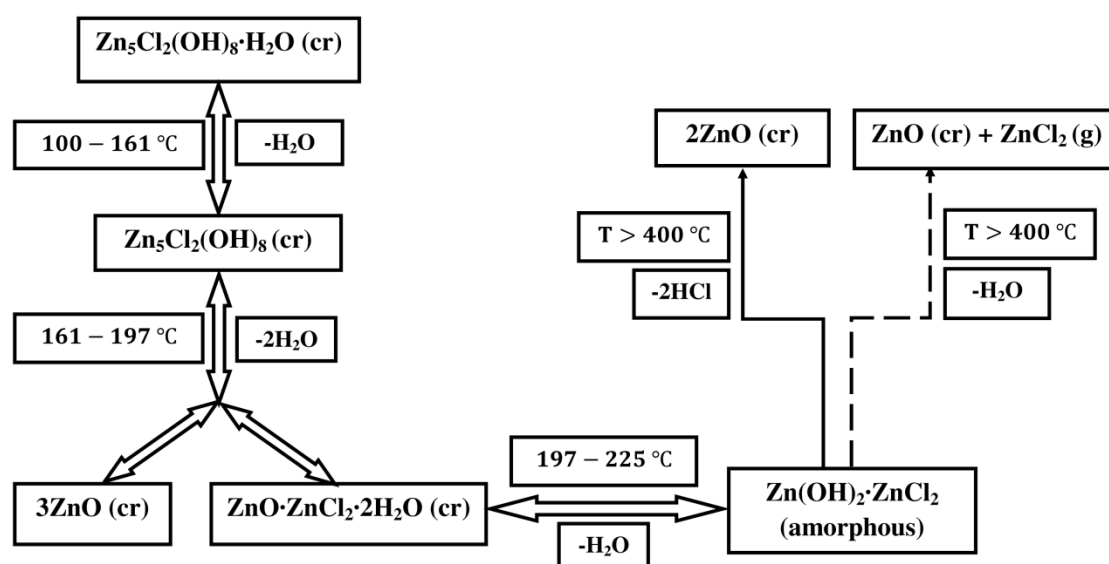 Zn₅Cl₂(OH)₈·H₂O (cr)
100 – 161 °C
-H₂O
Zn₅Cl₂(OH)₈ (cr)
161 – 197 °C
-2H₂O
3ZnO (cr)
ZnO·ZnCl₂·2H₂O (cr)
197 – 225 °C
-H₂O
Zn(OH)₂·ZnCl₂
(amorphous)
2ZnO (cr)
T > 400 °C
-2HCl
ZnO (cr) + ZnCl₂ (g)
T > 400 °C
-H₂O